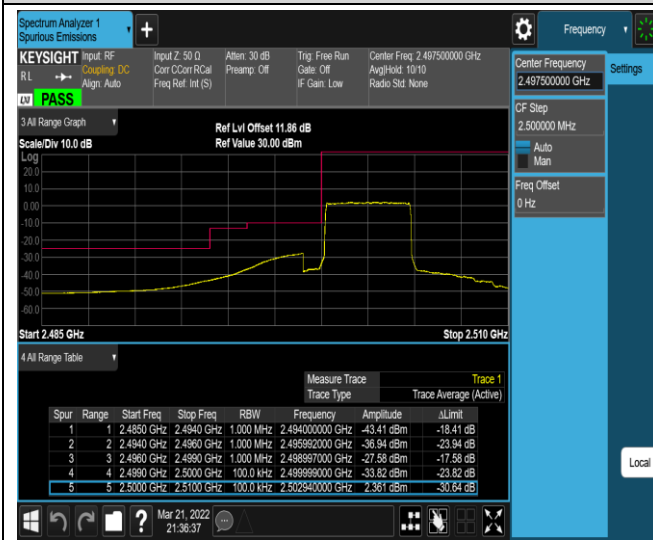 Spectrum Analyzer 1
Spurious Emissions
+
Frequency
KEYSIGHT
RL
LXI PASS
Input: RF
Coupling: DC
Align: Auto
Input Z: 50 Ω
Corr CCorr RCal
Freq Ref: Int (S)
Atten: 30 dB
Preamp: Off
Trig: Free Run
Gate: Off
IF Gain: Low
Center Freq: 2.497500000 GHz
Avg|Hold: 10/10
Radio Std: None
Center Frequency
2.497500000 GHz
Settings
CF Step
2.500000 MHz
Auto
Man
Freq Offset
0 Hz
3 All Range Graph
Scale/Div 10.0 dB
Ref Lvl Offset 11.86 dB
Ref Value 30.00 dBm
Log
20.0
10.0
0.00
-10.0
-20.0
-30.0
-40.0
-50.0
-60.0
Start 2.485 GHz
Stop 2.510 GHz
4 All Range Table
Measure Trace Trace 1
Trace Type Trace Average (Active)
Spur Range Start Freq Stop Freq RBW Frequency Amplitude ΔLimit
1 1 2.4850 GHz 2.4940 GHz 1.000 MHz 2.494000000 GHz -43.41 dBm -18.41 dB
2 2 2.4940 GHz 2.4960 GHz 1.000 MHz 2.495992000 GHz -36.94 dBm -23.94 dB
3 3 2.4960 GHz 2.4990 GHz 1.000 MHz 2.498997000 GHz -27.58 dBm -17.58 dB
4 4 2.4990 GHz 2.5000 GHz 100.0 kHz 2.499999000 GHz -33.82 dBm -23.82 dB
5 5 2.5000 GHz 2.5100 GHz 100.0 kHz 2.502940000 GHz 2.361 dBm -30.64 dB
Local
?
Mar 21, 2022
21:36:37